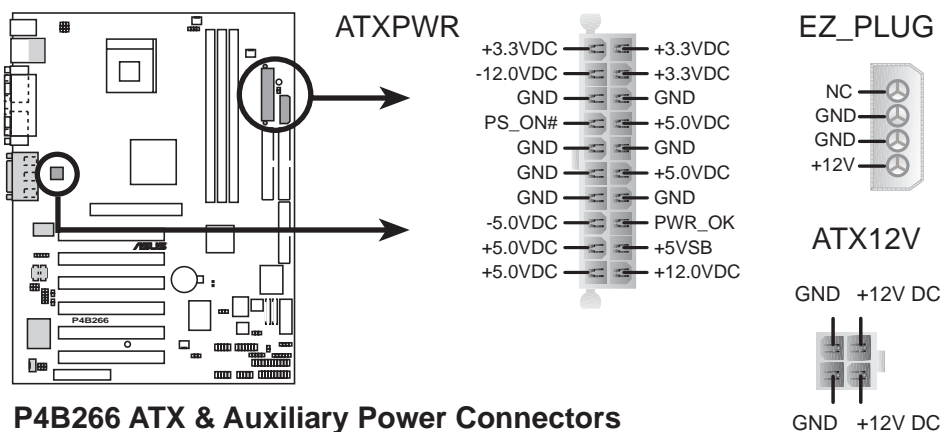 ATXPWR
+3.3VDC +3.3VDC
-12.0VDC +3.3VDC
GND GND
PS_ON# +5.0VDC
GND GND
GND +5.0VDC
GND GND
-5.0VDC PWR_OK
+5.0VDC +5VSB
+5.0VDC +12.0VDC
EZ_PLUG
NC
GND
GND
+12V
ATX12V
GND +12V DC
GND +12V DC
ASUS
P4B266
P4B266 ATX & Auxiliary Power Connectors